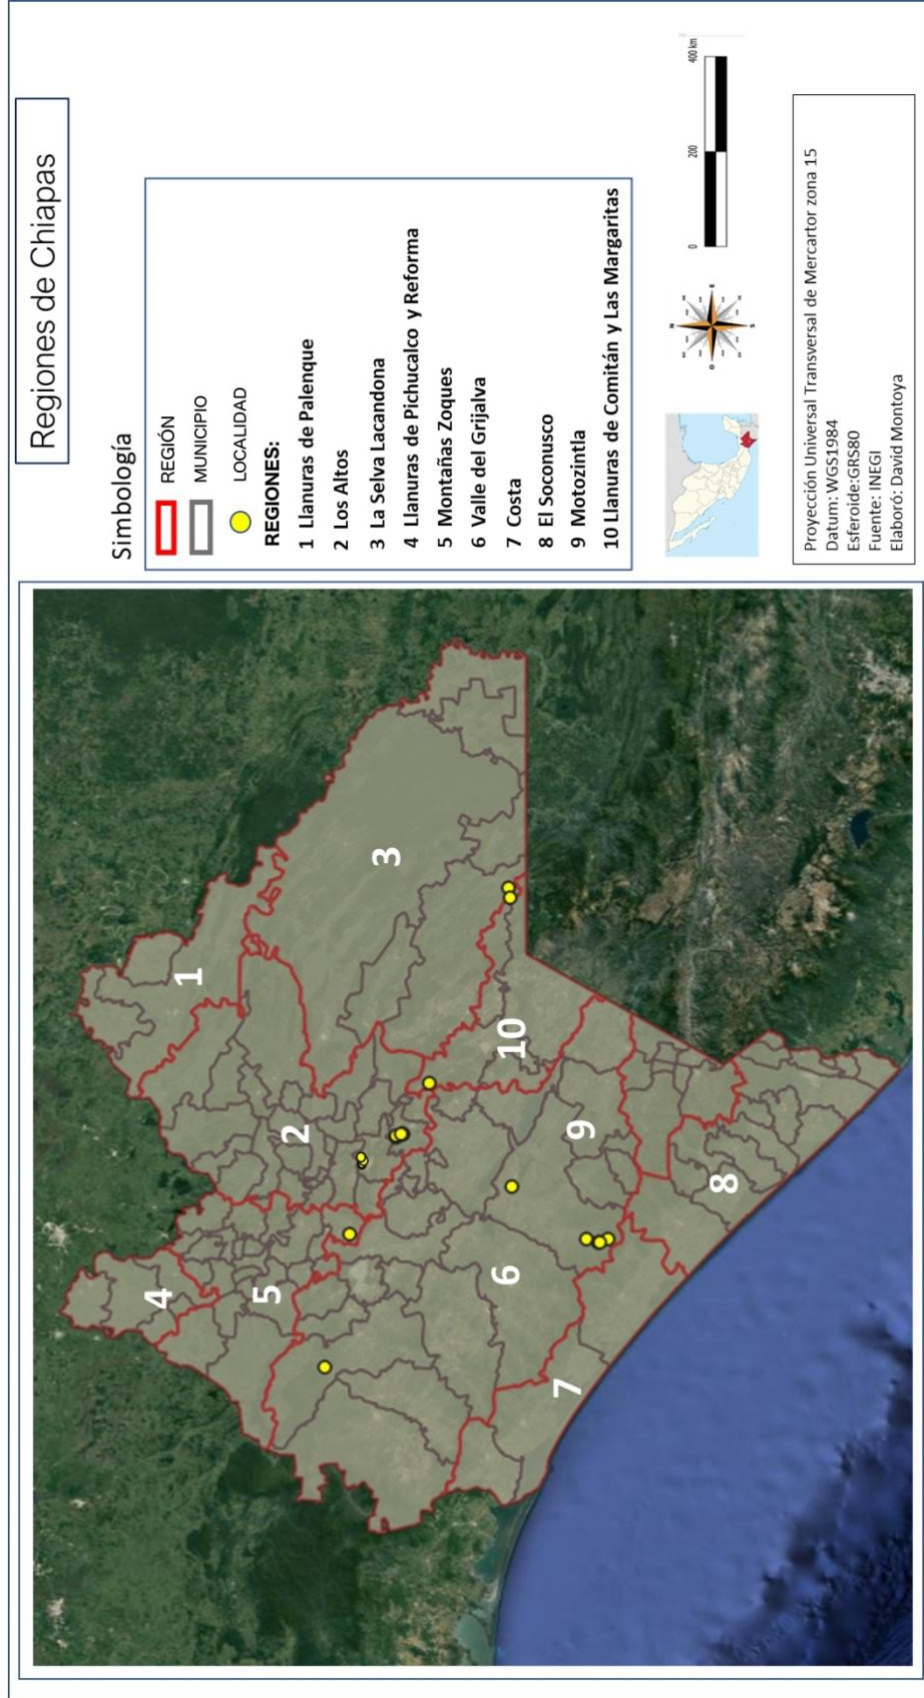 Regiones de Chiapas
Simbología
REGIÓN
MUNICIPIO
LOCALIDAD
REGIONES:
1 Llanuras de Palenque
2 Los Altos
3 La Selva Lacandona
4 Llanuras de Pichucalco y Reforma
5 Montañas Zoques
6 Valle del Grijalva
7 Costa
8 El Soconusco
9 Motozintla
10 Llanuras de Comitán y Las Margaritas
1
2
3
4
5
6
7
8
9
10
N
E
S
O
0 200 400 km
Proyección Universal Transversal de Mercartor zona 15
Datum: WGS1984
Esferoide:GRS80
Fuente: INEGI
Elaboró: David Montoya